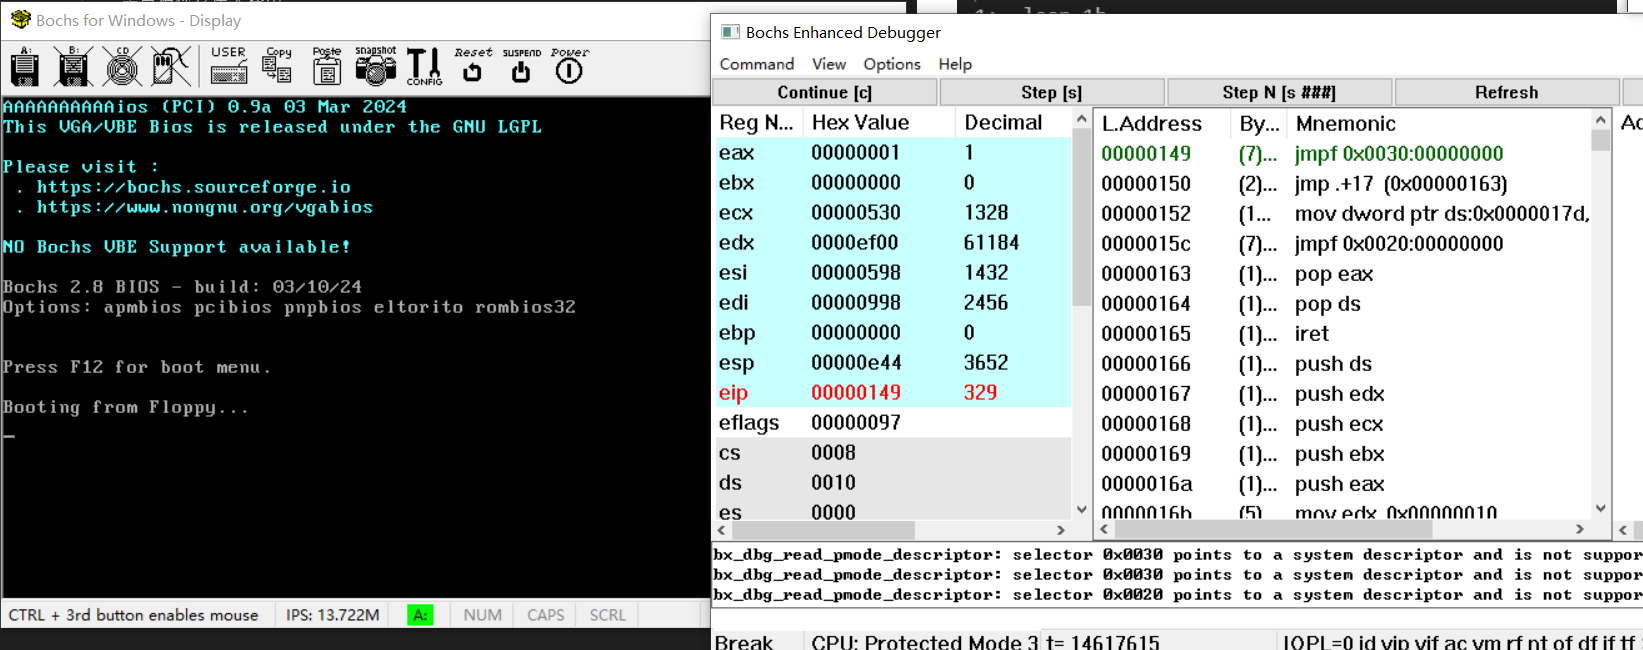 Bochs for Windows - Display
A: B: CD USER Copy Paste snapshot CONFIG Reset SUSPEND Power
AAAAAAAAAAios (PCI) 0.9a 03 Mar 2024
This VGA/VBE Bios is released under the GNU LGPL
Please visit :
. https://bochs.sourceforge.io
. https://www.nongnu.org/vgabios
NO Bochs VBE Support available!
Bochs 2.8 BIOS - build: 03/10/24
Options: apmbios pcibios pnpbios eltorito rombios32
Press F12 for boot menu.
Booting from Floppy...
_
CTRL + 3rd button enables mouse IPS: 13.722M A: NUM CAPS SCRL
Bochs Enhanced Debugger
Command View Options Help
Continue [c] Step [s] Step N [s ###] Refresh
Reg N... Hex Value Decimal
eax 00000001 1
ebx 00000000 0
ecx 00000530 1328
edx 0000ef00 61184
esi 00000598 1432
edi 00000998 2456
ebp 00000000 0
esp 00000e44 3652
eip 00000149 329
eflags 00000097
cs 0008
ds 0010
es 0000
L.Address By... Mnemonic
00000149 (7)... jmpf 0x0030:00000000
00000150 (2)... jmp .+17 (0x00000163)
00000152 (1... mov dword ptr ds:0x0000017d,
0000015c (7)... jmpf 0x0020:00000000
00000163 (1)... pop eax
00000164 (1)... pop ds
00000165 (1)... iret
00000166 (1)... push ds
00000167 (1)... push edx
00000168 (1)... push ecx
00000169 (1)... push ebx
0000016a (1)... push eax
0000016b (5) mov edx, 0x00000010
bx_dbg_read_pmode_descriptor: selector 0x0030 points to a system descriptor and is not suppor
bx_dbg_read_pmode_descriptor: selector 0x0030 points to a system descriptor and is not suppor
bx_dbg_read_pmode_descriptor: selector 0x0020 points to a system descriptor and is not suppor
Break CPU: Protected Mode 3 t= 14617615 IOPL=0 id vip vif ac vm rf nt of df if tf